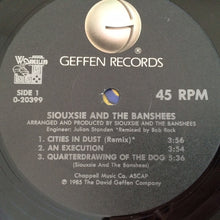 GEFFEN RECORDS
SIDE 1
0-20399
45 RPM
SIOUXSIE AND THE BANSHEES
ARRANGED AND PRODUCED BY SIOUXSIE AND THE BANSHEES
Engineer: Julian Standen *Remixed by Bob Rock
1. CITIES IN DUST (Remix)* 3:56
2. AN EXECUTION 3:54
3. QUARTERDRAWING OF THE DOG 5:36
(Siouxsie And The Banshees)
Chappell Music Co. ASCAP
℗ 1985 The David Geffen Company